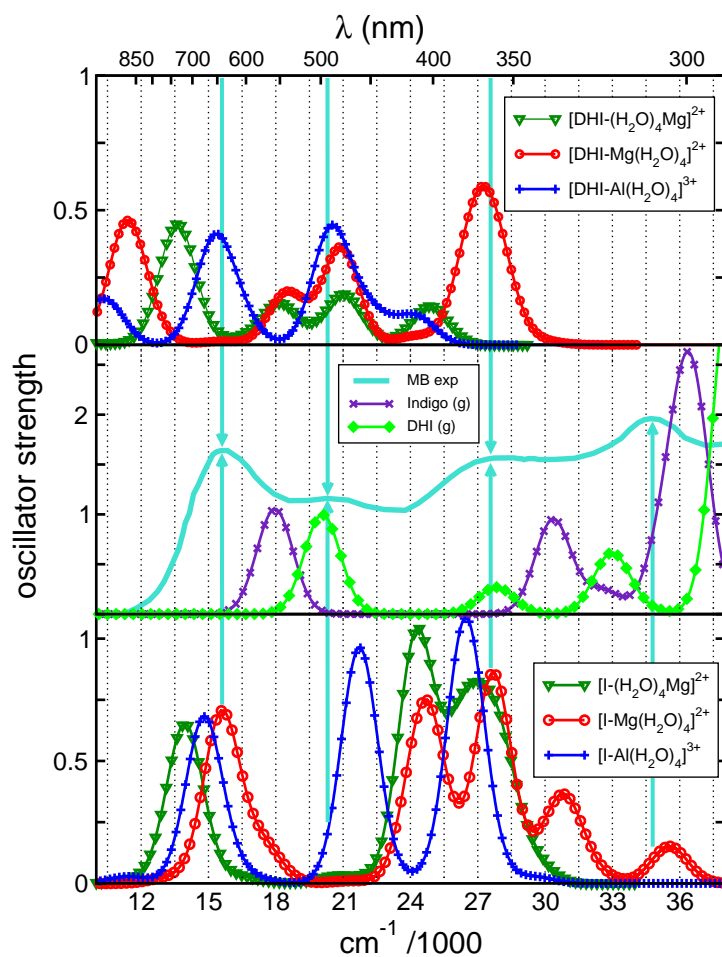 λ (nm)
850 700 600 500 400 350 300
1
0.5
0
[DHI-(H₂O)₄Mg]²⁺
[DHI-Mg(H₂O)₄]²⁺
[DHI-Al(H₂O)₄]³⁺
oscillator strength
2
1
MB exp
Indigo (g)
DHI (g)
1
0.5
0
[I-(H₂O)₄Mg]²⁺
[I-Mg(H₂O)₄]²⁺
[I-Al(H₂O)₄]³⁺
12 15 18 21 24 27 30 33 36
cm⁻¹ /1000